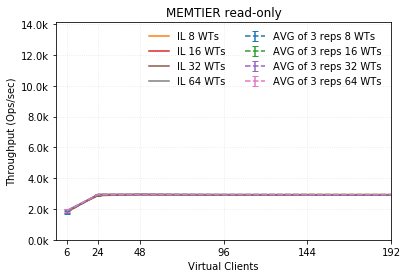 MEMTIER read-only
14.0k
12.0k
10.0k
8.0k
6.0k
4.0k
2.0k
0.0k
Throughput (Ops/sec)
IL 8 WTs
IL 16 WTs
IL 32 WTs
IL 64 WTs
AVG of 3 reps 8 WTs
AVG of 3 reps 16 WTs
AVG of 3 reps 32 WTs
AVG of 3 reps 64 WTs
6 24 48 96 144 192
Virtual Clients